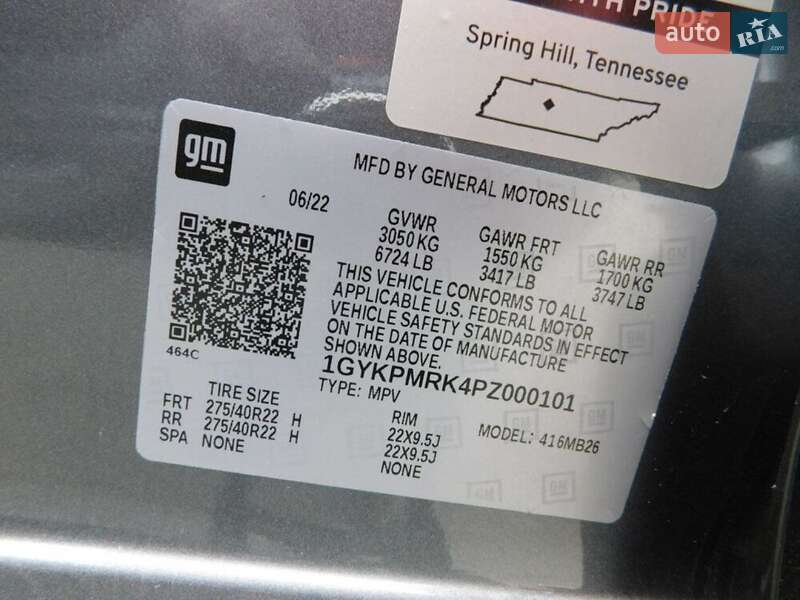 WITH PRIDE
auto RIA.com
Spring Hill, Tennessee
gm
MFD BY GENERAL MOTORS LLC
06/22
GVWR GAWR FRT GAWR RR
3050 KG 1550 KG 1700 KG
6724 LB 3417 LB 3747 LB
THIS VEHICLE CONFORMS TO ALL
APPLICABLE U.S. FEDERAL MOTOR
VEHICLE SAFETY STANDARDS IN EFFECT
ON THE DATE OF MANUFACTURE
SHOWN ABOVE.
464C
1GYKPMRK4PZ000101
TYPE: MPV
MODEL: 416MB26
TIRE SIZE RIM
FRT 275/40R22 H 22X9.5J
RR 275/40R22 H 22X9.5J
SPA NONE NONE